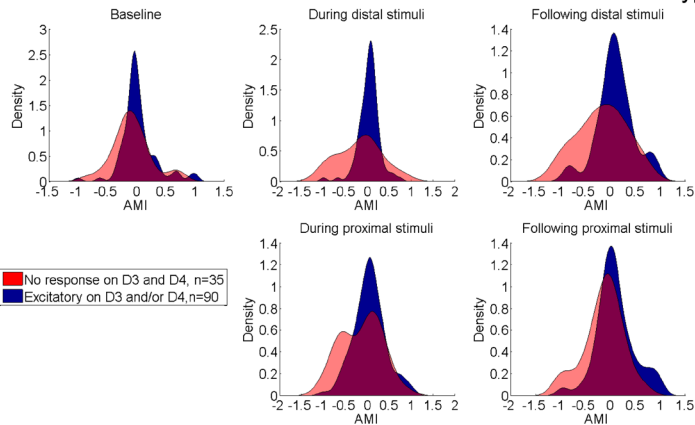 Baseline
During distal stimuli
Following distal stimuli
Density
3
2.5
2
1.5
1
0.5
0
-1.5 -1 -0.5 0 0.5 1 1.5
AMI
Density
2.5
2
1.5
1
0.5
0
-2 -1.5 -1 -0.5 0 0.5 1 1.5 2
AMI
Density
1.4
1.2
1
0.8
0.6
0.4
0.2
0
-2 -1.5 -1 -0.5 0 0.5 1 1.5
AMI
No response on D3 and D4, n=35
Excitatory on D3 and/or D4,n=90
During proximal stimuli
Following proximal stimuli
Density
1.4
1.2
1
0.8
0.6
0.4
0.2
0
-2 -1.5 -1 -0.5 0 0.5 1 1.5 2
AMI
Density
1.4
1.2
1
0.8
0.6
0.4
0.2
0
-2 -1.5 -1 -0.5 0 0.5 1 1.5
AMI